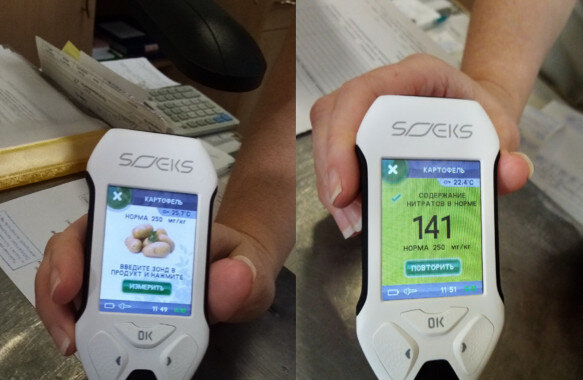 SOEKS
КАРТОФЕЛЬ
25.7°C
НОРМА 250 мг/кг
ВВЕДИТЕ ЗОНД В
ПРОДУКТ И НАЖМИТЕ
ИЗМЕРИТЬ
11 49
OK
SOEKS
КАРТОФЕЛЬ
22.4°C
СОДЕРЖАНИЕ
НИТРАТОВ В НОРМЕ
141
НОРМА 250 мг/кг
ПОВТОРИТЬ
11 51
OK